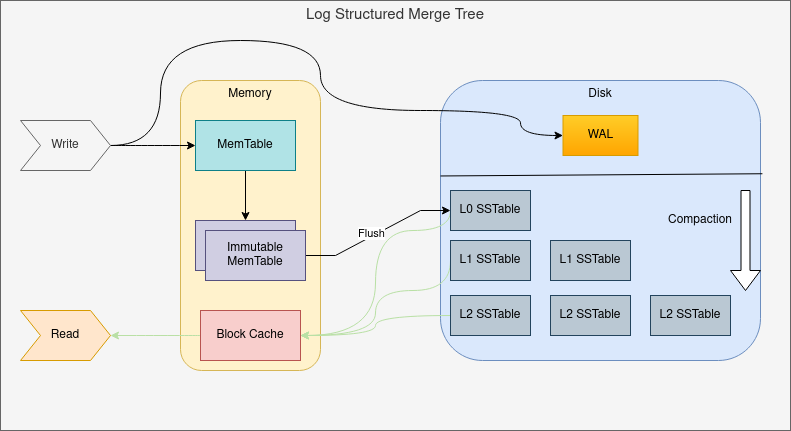 Log Structured Merge Tree
Memory
Disk
Write
MemTable
WAL
Immutable
MemTable
Flush
L0 SSTable
Compaction
L1 SSTable
L1 SSTable
Read
Block Cache
L2 SSTable
L2 SSTable
L2 SSTable